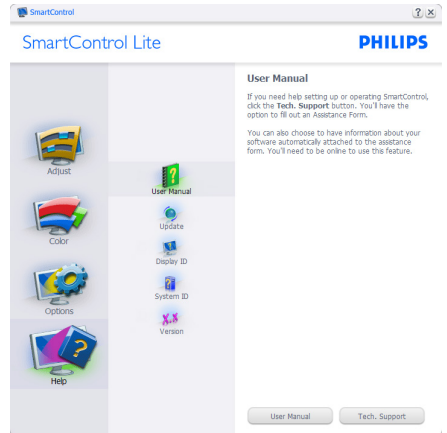 SmartControl
? x
SmartControl Lite
PHILIPS
Adjust
Color
Options
Help
User Manual
Update
Display ID
System ID
X.X
Version
User Manual
If you need help setting up or operating SmartControl,
click the Tech. Support button. You'll have the
option to fill out an Assistance Form.
You can also choose to have information about your
software automatically attached to the assistance
form. You'll need to be online to use this feature.
User Manual
Tech. Support